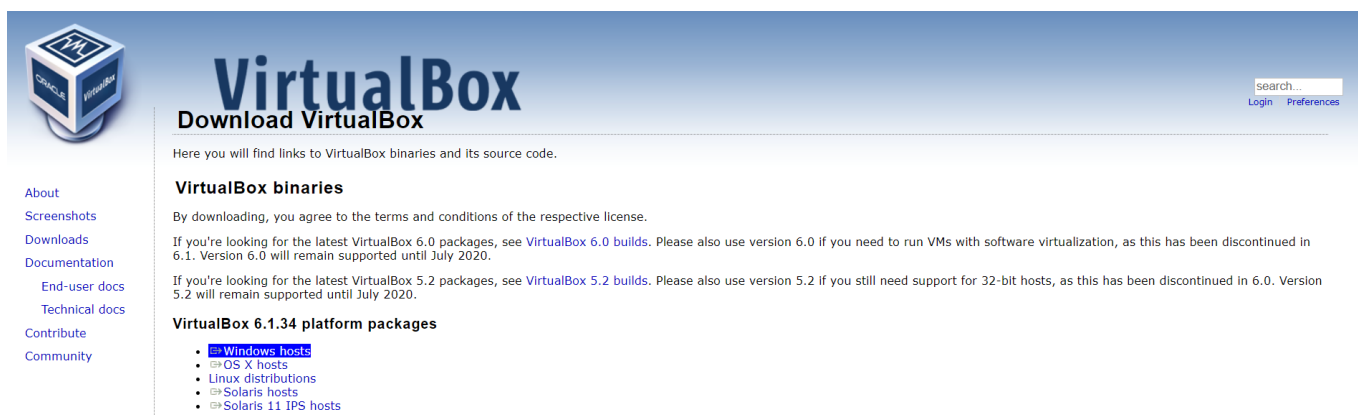 ORACLE
VirtualBox
VirtualBox
search...
Login Preferences
Download VirtualBox
Here you will find links to VirtualBox binaries and its source code.
About
Screenshots
Downloads
Documentation
End-user docs
Technical docs
Contribute
Community
VirtualBox binaries
By downloading, you agree to the terms and conditions of the respective license.
If you're looking for the latest VirtualBox 6.0 packages, see VirtualBox 6.0 builds. Please also use version 6.0 if you need to run VMs with software virtualization, as this has been discontinued in
6.1. Version 6.0 will remain supported until July 2020.
If you're looking for the latest VirtualBox 5.2 packages, see VirtualBox 5.2 builds. Please also use version 5.2 if you still need support for 32-bit hosts, as this has been discontinued in 6.0. Version
5.2 will remain supported until July 2020.
VirtualBox 6.1.34 platform packages
Windows hosts
OS X hosts
Linux distributions
Solaris hosts
Solaris 11 IPS hosts